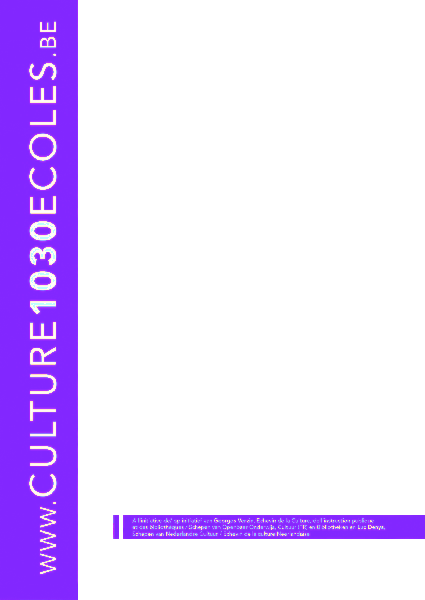 WWW.CULTURE1030ECOLES.BE
A l'initiative de / op initiatief van Georges Verzin, Echevin de la Culture, de l'instruction publique
et des Bibliothèques / Schepen van Openbaar Onderwijs, Cultuur (FR) en Bibliotheken en Luc Denys,
Schepen van Nederlandse Cultuur / Echevin de la culture Néerlandaise